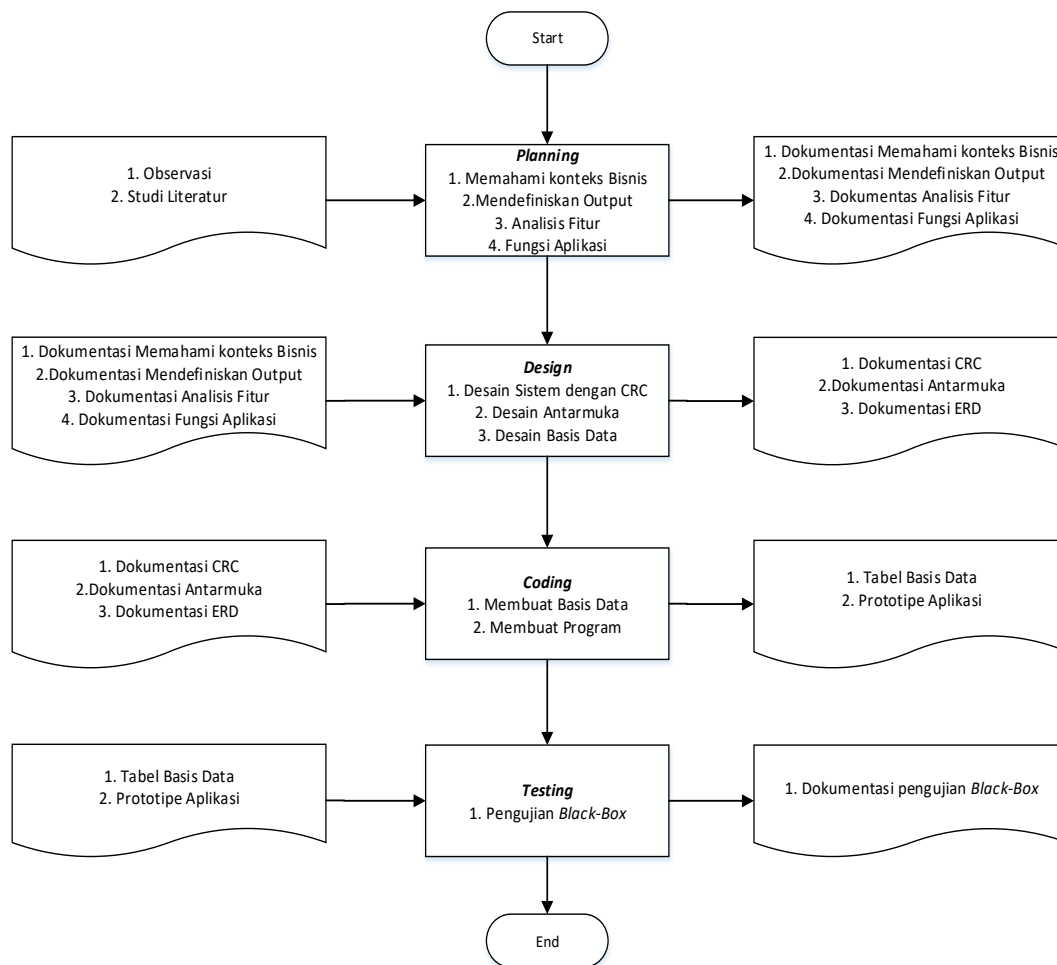 Start
1. Observasi
2. Studi Literatur
Planning
1. Memahami konteks Bisnis
2.Mendefiniskan Output
3. Analisis Fitur
4. Fungsi Aplikasi
1. Dokumentasi Memahami konteks Bisnis
2.Dokumentasi Mendefiniskan Output
3. Dokumentas Analisis Fitur
4. Dokumentasi Fungsi Aplikasi
1. Dokumentasi Memahami konteks Bisnis
2.Dokumentasi Mendefiniskan Output
3. Dokumentasi Analisis Fitur
4. Dokumentasi Fungsi Aplikasi
Design
1. Desain Sistem dengan CRC
2. Desain Antarmuka
3. Desain Basis Data
1. Dokumentasi CRC
2.Dokumentasi Antarmuka
3. Dokumentasi ERD
1. Dokumentasi CRC
2.Dokumentasi Antarmuka
3. Dokumentasi ERD
Coding
1. Membuat Basis Data
2. Membuat Program
1. Tabel Basis Data
2. Prototipe Aplikasi
1. Tabel Basis Data
2. Prototipe Aplikasi
Testing
1. Pengujian Black-Box
1. Dokumentasi pengujian Black-Box
End